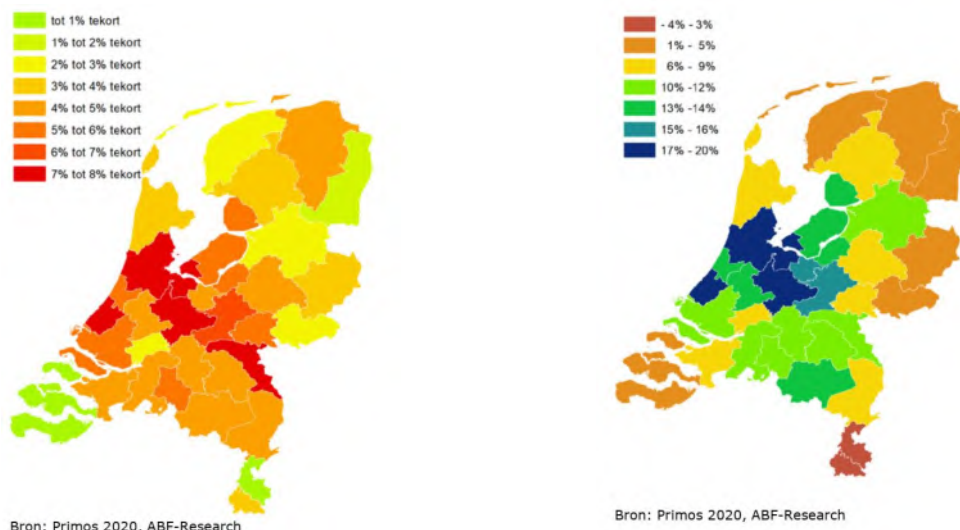 tot 1% tekort
1% tot 2% tekort
2% tot 3% tekort
3% tot 4% tekort
4% tot 5% tekort
5% tot 6% tekort
6% tot 7% tekort
7% tot 8% tekort
Bron: Primos 2020, ABF-Research
- 4% - 3%
1% - 5%
6% - 9%
10% -12%
13% -14%
15% - 16%
17% - 20%
Bron: Primos 2020, ABF-Research